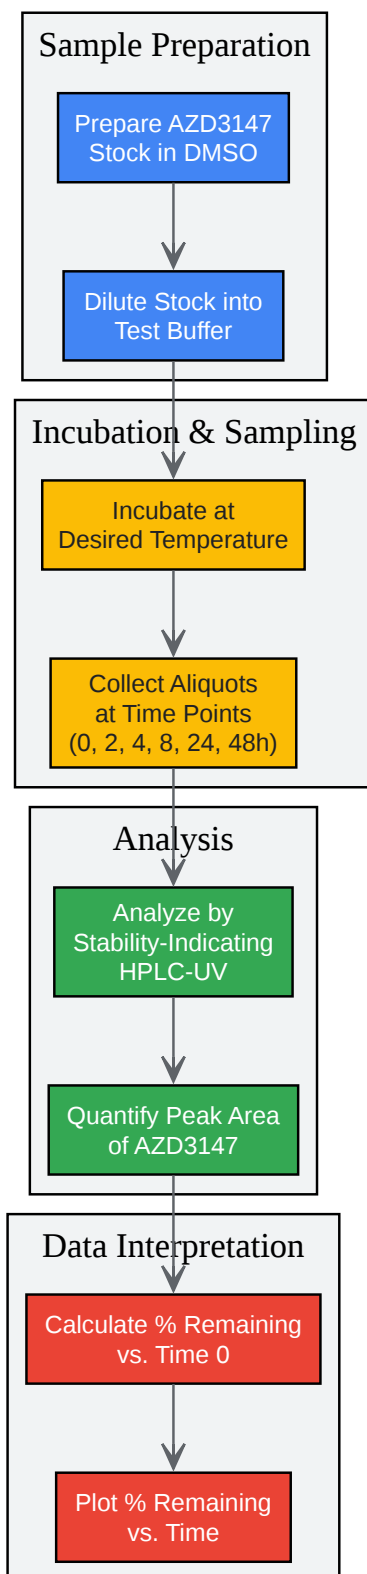 Sample Preparation
Prepare AZD3147
Stock in DMSO
Dilute Stock into
Test Buffer
Incubation & Sampling
Incubate at
Desired Temperature
Collect Aliquots
at Time Points
(0, 2, 4, 8, 24, 48h)
Analysis
Analyze by
Stability-Indicating
HPLC-UV
Quantify Peak Area
of AZD3147
Data Interpretation
Calculate % Remaining
vs. Time 0
Plot % Remaining
vs. Time